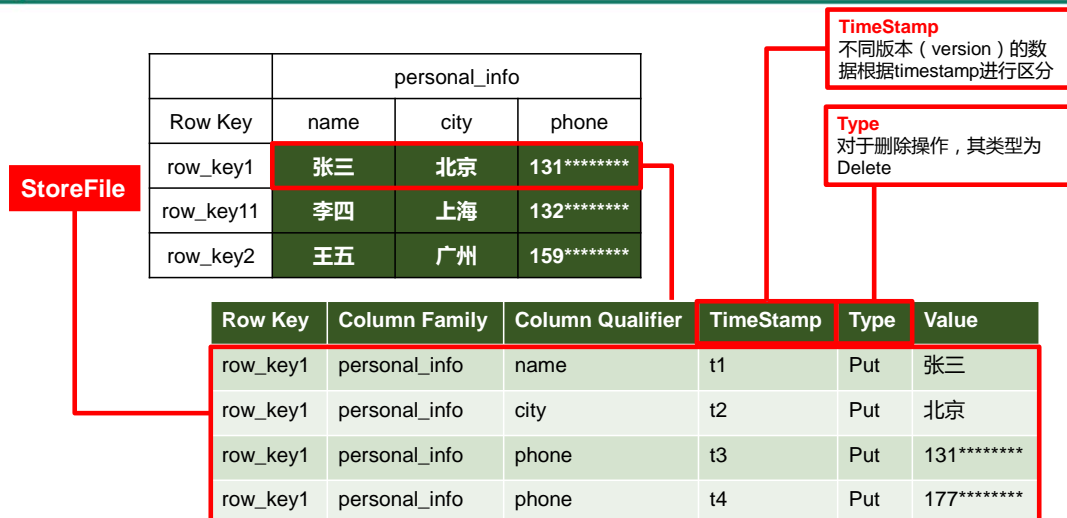 TimeStamp
不同版本（version）的数
据根据timestamp进行区分
personal_info
Row Key name city phone
Type
对于删除操作，其类型为
Delete
row_key1 张三 北京 131********
StoreFile
row_key11 李四 上海 132********
row_key2 王五 广州 159********
Row Key Column Family Column Qualifier TimeStamp Type Value
row_key1 personal_info name t1 Put 张三
row_key1 personal_info city t2 Put 北京
row_key1 personal_info phone t3 Put 131********
row_key1 personal_info phone t4 Put 177********